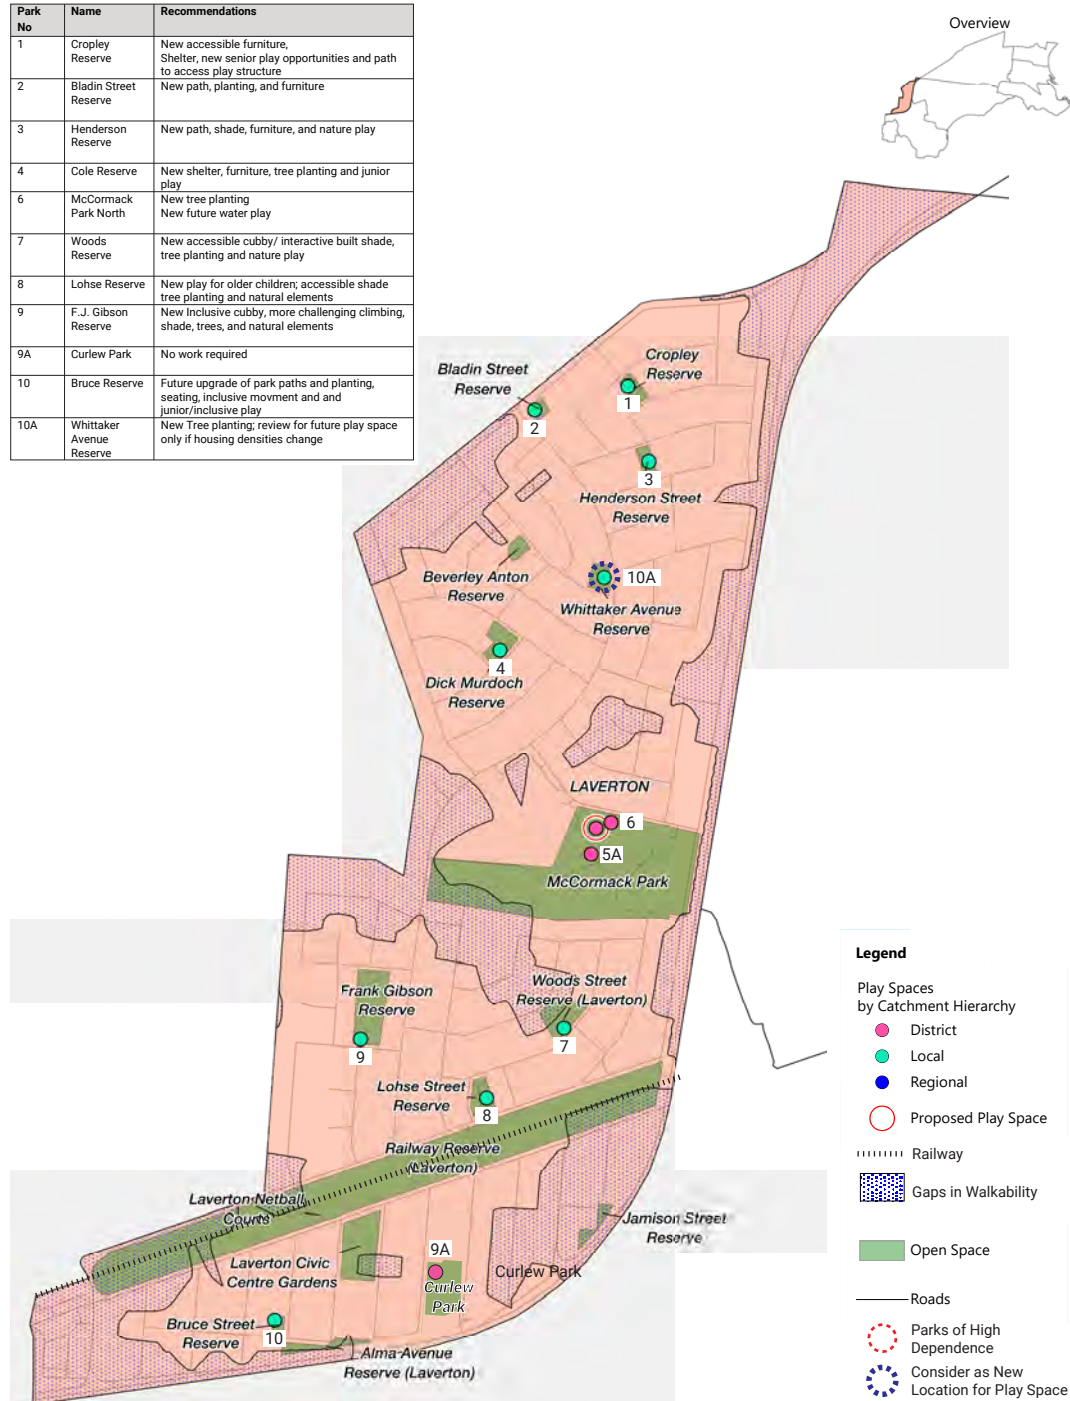 Park No Name Recommendations
1 Cropley Reserve New accessible furniture,
Shelter, new senior play opportunities and path
to access play structure
2 Bladin Street Reserve New path, planting, and furniture
3 Henderson Reserve New path, shade, furniture, and nature play
4 Cole Reserve New shelter, furniture, tree planting and junior
play
6 McCormack Park North New tree planting
New future water play
7 Woods Reserve New accessible cubby/ interactive built shade,
tree planting and nature play
8 Lohse Reserve New play for older children; accessible shade
tree planting and natural elements
9 F.J. Gibson Reserve New Inclusive cubby, more challenging climbing,
shade, trees, and natural elements
9A Curlew Park No work required
10 Bruce Reserve Future upgrade of park paths and planting,
seating, inclusive movment and and
junior/inclusive play
10A Whittaker Avenue Reserve New Tree planting; review for future play space
only if housing densities change
Overview
Cropley
Reserve
1
Bladin Street
Reserve
2
3
Henderson Street
Reserve
Beverley Anton
Reserve
10A
Whittaker Avenue
Reserve
4
Dick Murdoch
Reserve
LAVERTON
6
5A
McCormack Park
Woods Street
Reserve (Laverton)
7
Frank Gibson
Reserve
9
Lohse Street
Reserve
8
Railway Reserve
(Laverton)
Laverton Netball
Courts
Jamison Street
Reserve
Laverton Civic
Centre Gardens
9A
Curlew
Park
Curlew Park
Bruce Street
Reserve
10
Alma Avenue
Reserve (Laverton)
Legend
Play Spaces
by Catchment Hierarchy
District
Local
Regional
Proposed Play Space
Railway
Gaps in Walkability
Open Space
Roads
Parks of High
Dependence
Consider as New
Location for Play Space